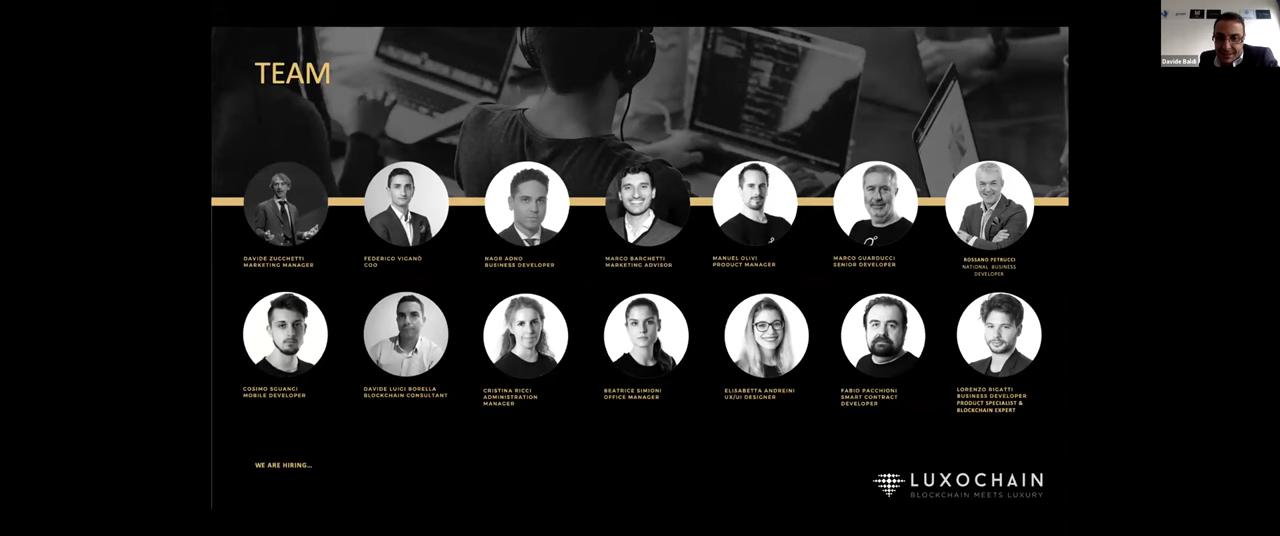 Davide Baldi
TEAM
DAVIDE ZUCCHETTI
MARKETING MANAGER
FEDERICO VIGANÒ
COO
NAOR ADNO
BUSINESS DEVELOPER
MARCO BARCHETTI
MARKETING ADVISOR
MANUEL OLIVI
PRODUCT MANAGER
MARCO GUARDUCCI
SENIOR DEVELOPER
ROSSANO PETRUCCI
NATIONAL BUSINESS
DEVELOPER
COSIMO SGUANCI
MOBILE DEVELOPER
DAVIDE LUIGI BORELLA
BLOCKCHAIN CONSULTANT
CRISTINA RICCI
ADMINISTRATION
MANAGER
BEATRICE SIMIONI
OFFICE MANAGER
ELISABETTA ANDREINI
UX/UI DESIGNER
FABIO PACCHIONI
SMART CONTRACT
DEVELOPER
LORENZO RIGATTI
BUSINESS DEVELOPER
PRODUCT SPECIALIST &
BLOCKCHAIN EXPERT
WE ARE HIRING...
LUXOCHAIN
BLOCKCHAIN MEETS LUXURY